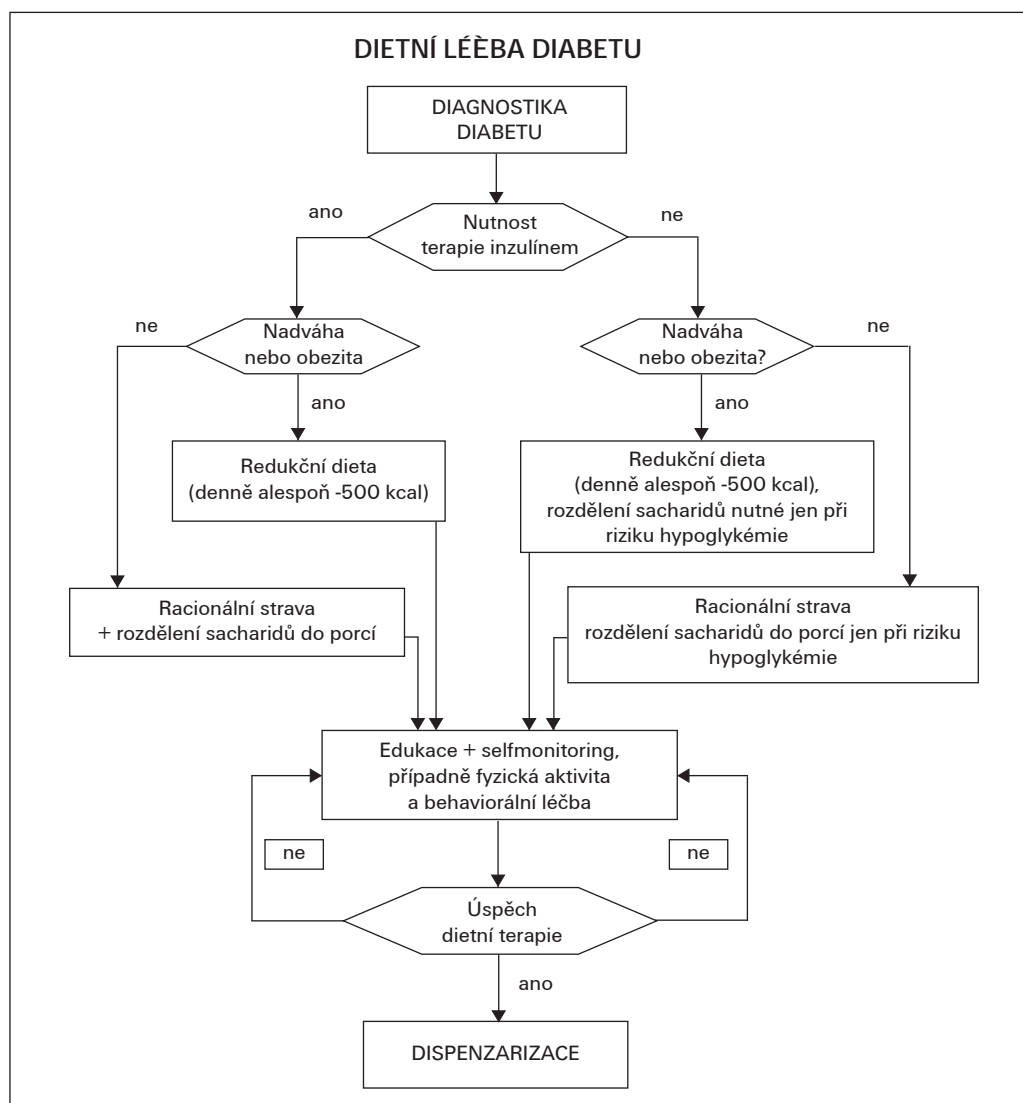 DIETNÍ LÉÈBA DIABETU
DIAGNOSTIKA
DIABETU
ano
ne
Nutnost
terapie inzulínem
ne
Nadváha
nebo obezita
Nadváha
nebo obezita?
ne
ano
ano
Redukční dieta
(denně alespoň -500 kcal)
Redukční dieta
(denně alespoň -500 kcal),
rozdělení sacharidů nutné jen při
riziku hypoglykémie
Racionální strava
+ rozdělení sacharidů do porcí
Racionální strava
rozdělení sacharidů do porcí jen při riziku
hypoglykémie
Edukace + selfmonitoring,
případně fyzická aktivita
a behaviorální léčba
ne
ne
Úspěch
dietní terapie
ano
DISPENZARIZACE